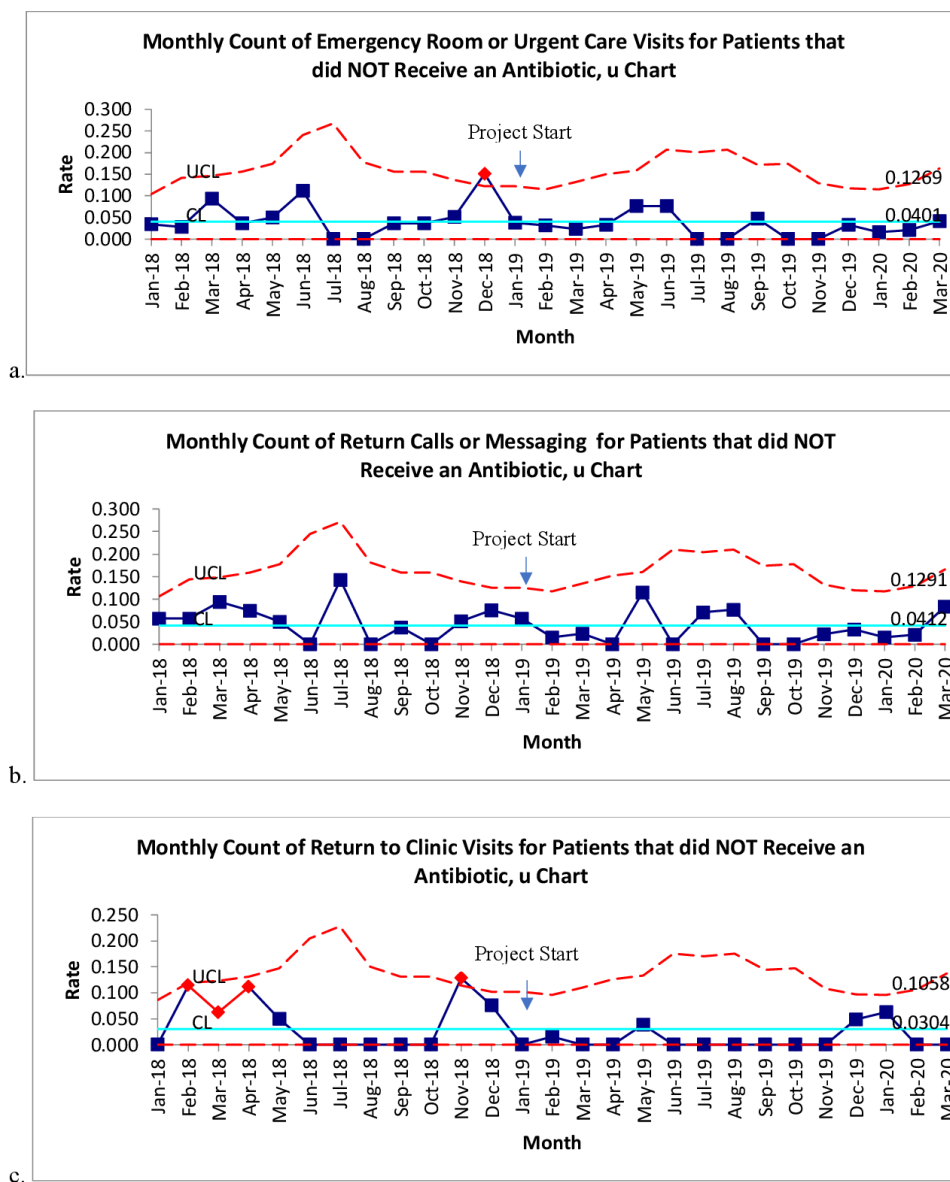 Monthly Count of Emergency Room or Urgent Care Visits for Patients that
did NOT Receive an Antibiotic, u Chart
0.300
0.250
0.200
0.150
0.100
0.050
0.000
Rate
UCL
CL
Project Start
0.1269
0.0401
Jan-18
Feb-18
Mar-18
Apr-18
May-18
Jun-18
Jul-18
Aug-18
Sep-18
Oct-18
Nov-18
Dec-18
Jan-19
Feb-19
Mar-19
Apr-19
May-19
Jun-19
Jul-19
Aug-19
Sep-19
Oct-19
Nov-19
Dec-19
Jan-20
Feb-20
Mar-20
Month
a.
Monthly Count of Return Calls or Messaging for Patients that did NOT
Receive an Antibiotic, u Chart
0.300
0.250
0.200
0.150
0.100
0.050
0.000
Rate
UCL
CL
Project Start
0.1291
0.0412
Jan-18
Feb-18
Mar-18
Apr-18
May-18
Jun-18
Jul-18
Aug-18
Sep-18
Oct-18
Nov-18
Dec-18
Jan-19
Feb-19
Mar-19
Apr-19
May-19
Jun-19
Jul-19
Aug-19
Sep-19
Oct-19
Nov-19
Dec-19
Jan-20
Feb-20
Mar-20
Month
b.
Monthly Count of Return to Clinic Visits for Patients that did NOT Receive an
Antibiotic, u Chart
0.250
0.200
0.150
0.100
0.050
0.000
Rate
UCL
CL
Project Start
0.1058
0.0304
Jan-18
Feb-18
Mar-18
Apr-18
May-18
Jun-18
Jul-18
Aug-18
Sep-18
Oct-18
Nov-18
Dec-18
Jan-19
Feb-19
Mar-19
Apr-19
May-19
Jun-19
Jul-19
Aug-19
Sep-19
Oct-19
Nov-19
Dec-19
Jan-20
Feb-20
Mar-20
Month
c.